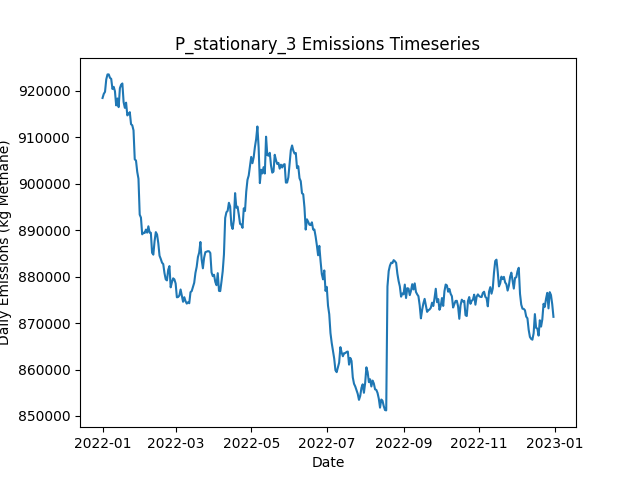 P_stationary_3 Emissions Timeseries
Daily Emissions (kg Methane)
920000
910000
900000
890000
880000
870000
860000
850000
2022-01 2022-03 2022-05 2022-07 2022-09 2022-11 2023-01
Date